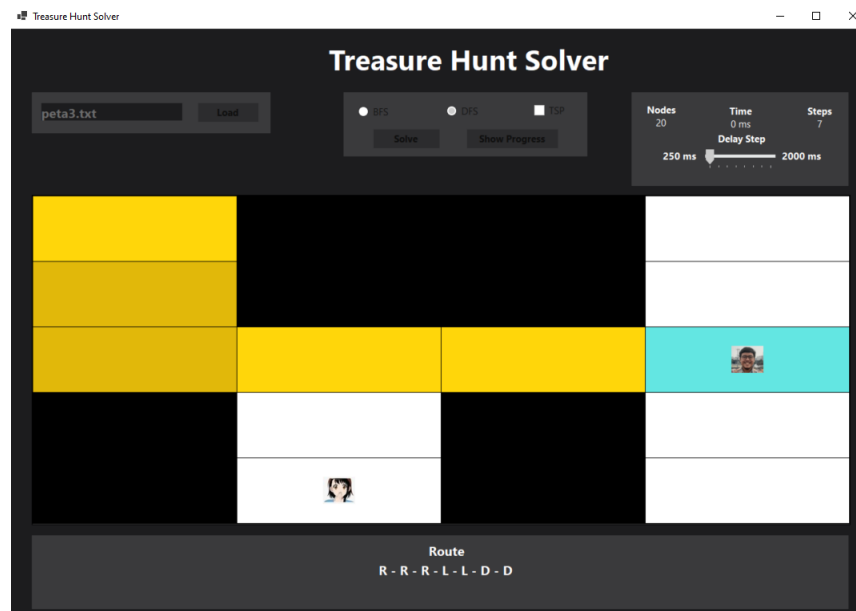 Treasure Hunt Solver
Treasure Hunt Solver
peta3.txt
Load
BFS
DFS
TSP
Solve
Show Progress
Nodes
20
Time
0 ms
Steps
7
Delay Step
250 ms
2000 ms
Route
R - R - R - L - L - D - D